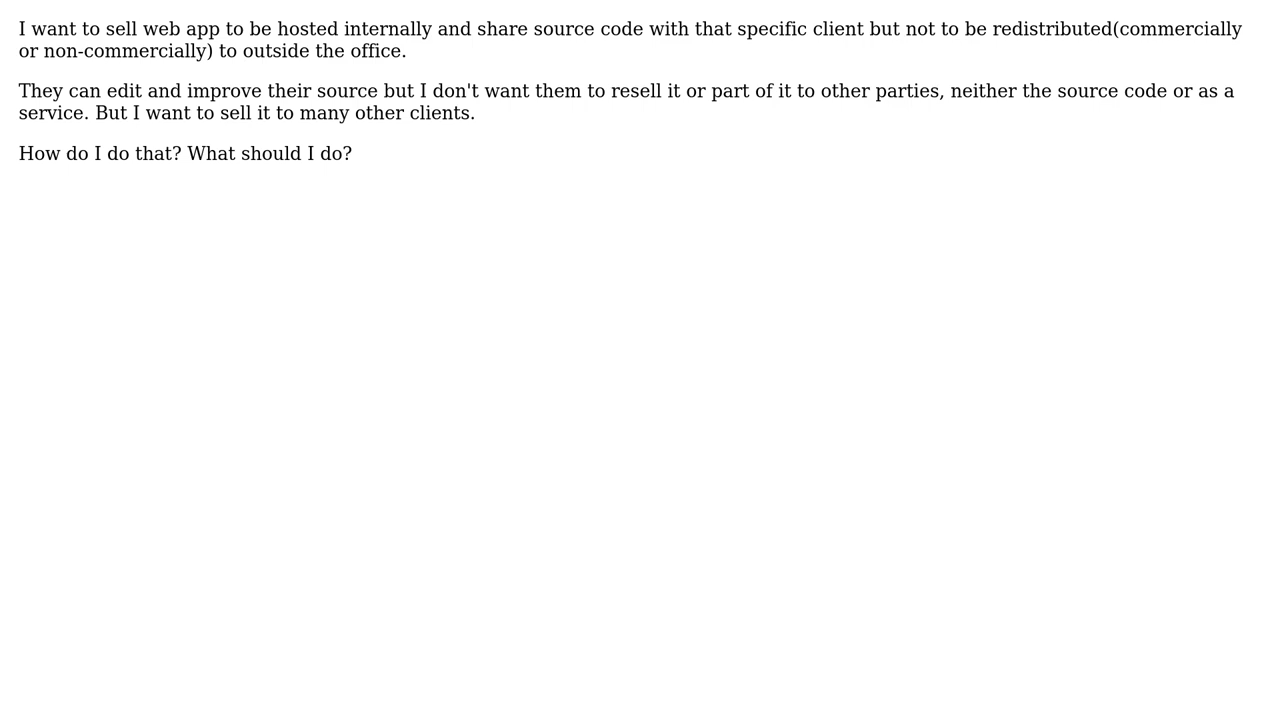 I want to sell web app to be hosted internally and share source code with that specific client but not to be redistributed(commercially
or non-commercially) to outside the office.
They can edit and improve their source but I don't want them to resell it or part of it to other parties, neither the source code or as a
service. But I want to sell it to many other clients.
How do I do that? What should I do?